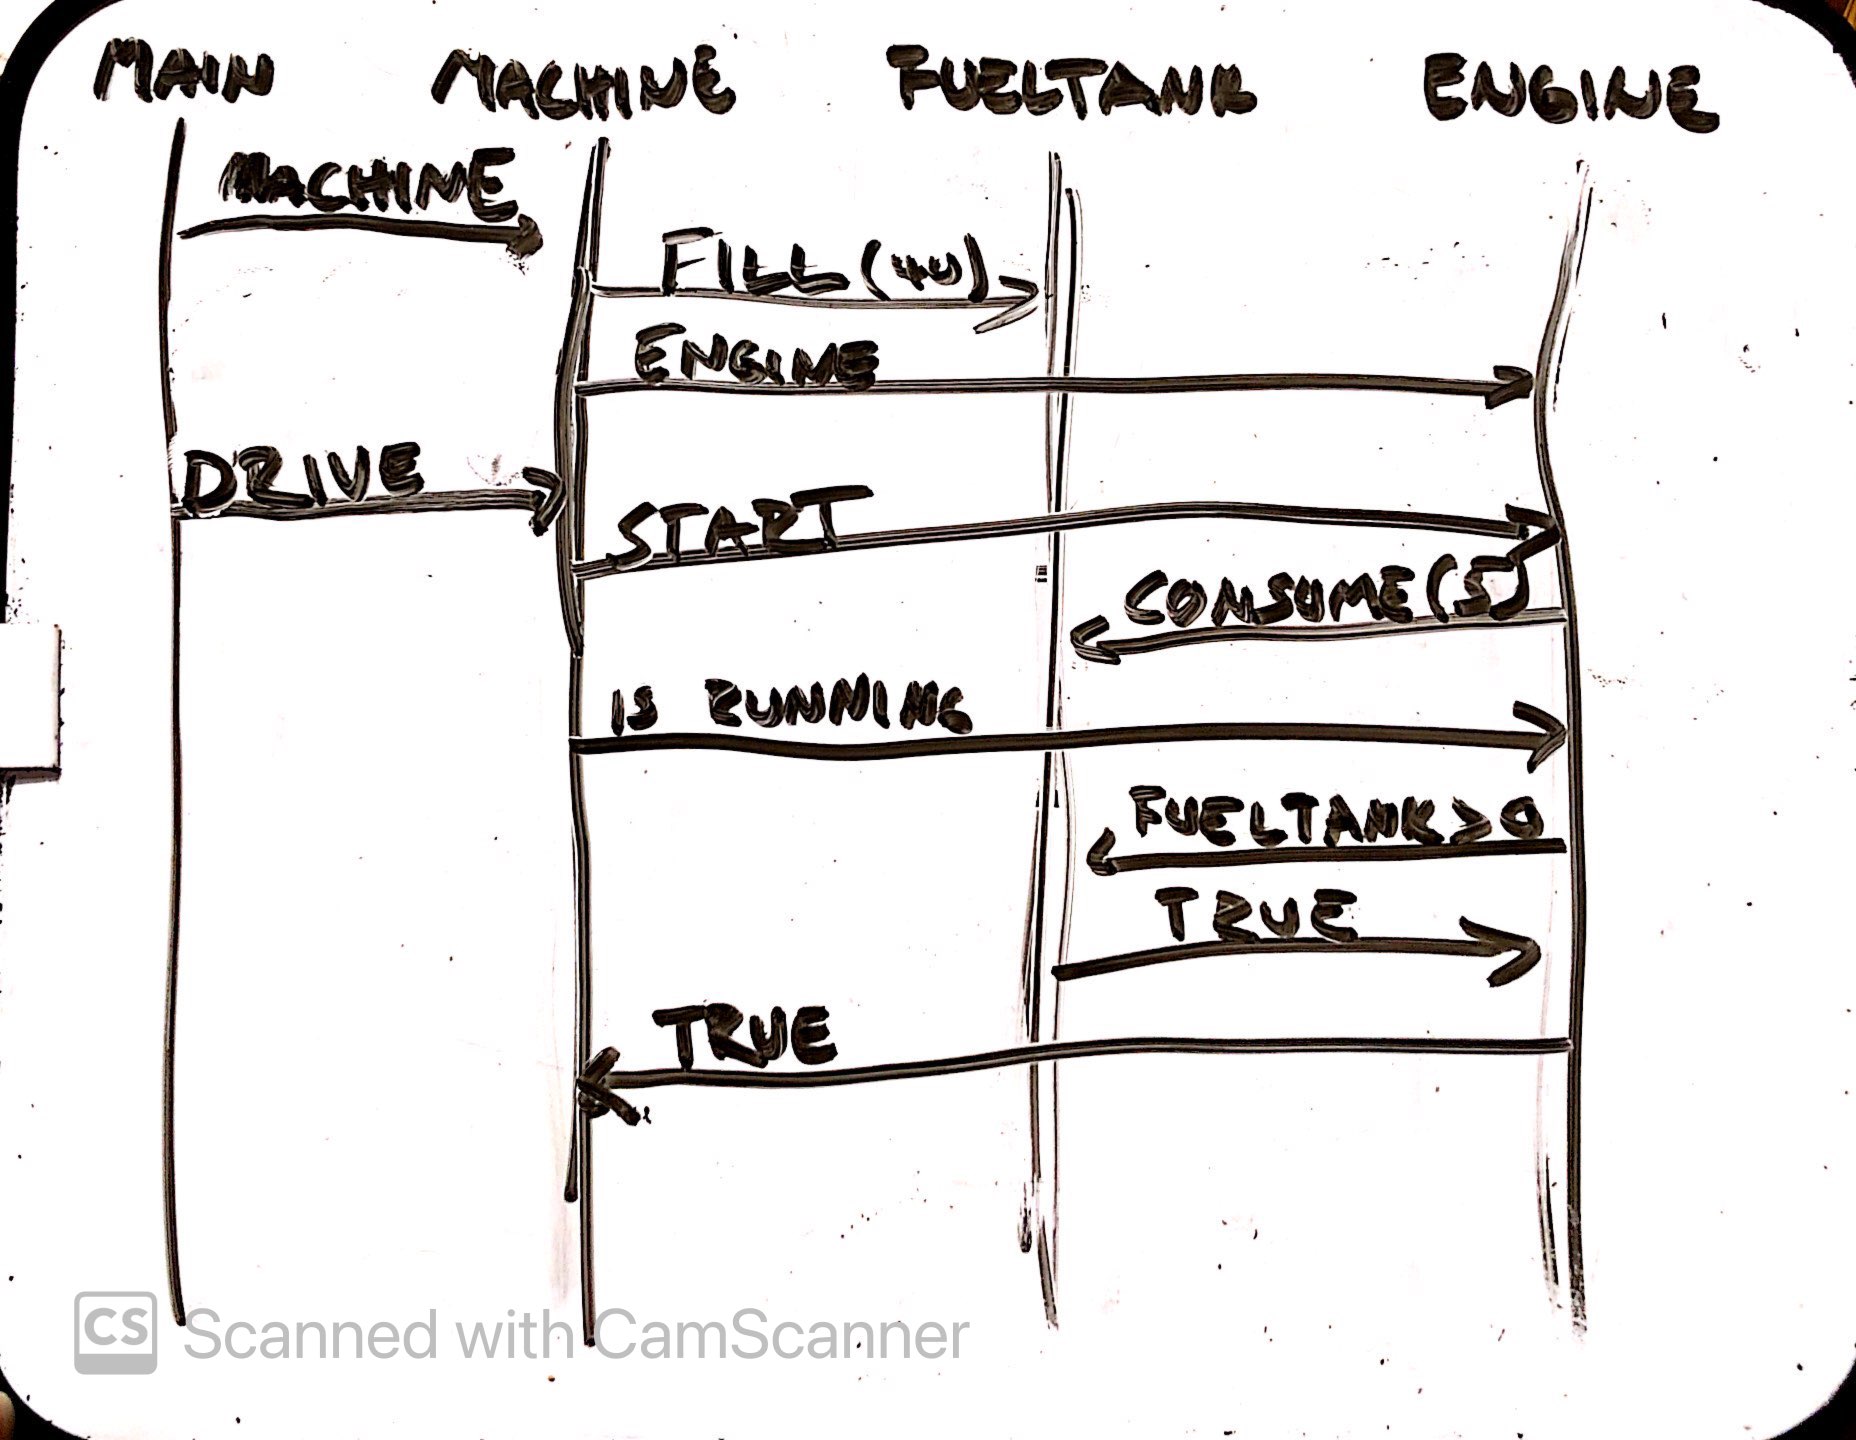 MAIN MACHINE FUELTANK ENGINE
MACHINE
FILL(40)
ENGINE
DRIVE
START
CONSUME(5)
IS RUNNING
FUELTANK>0
TRUE
TRUE
CS Scanned with CamScanner